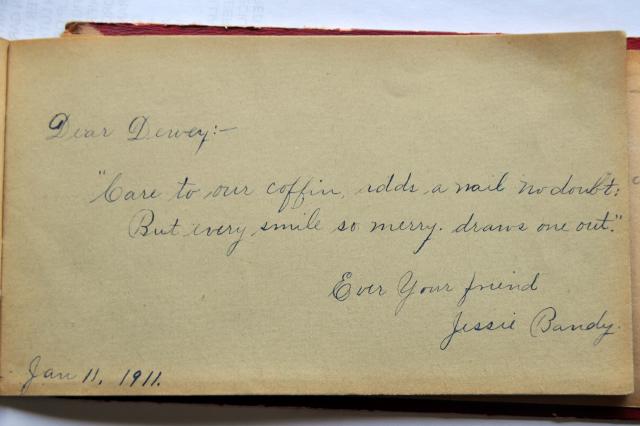 Dear Dewey:-
"Care to our coffin, adds a nail no doubt:
But every smile so merry. draws one out."
Ever Your friend
Jessie Bandy.
Jan 11, 1911.